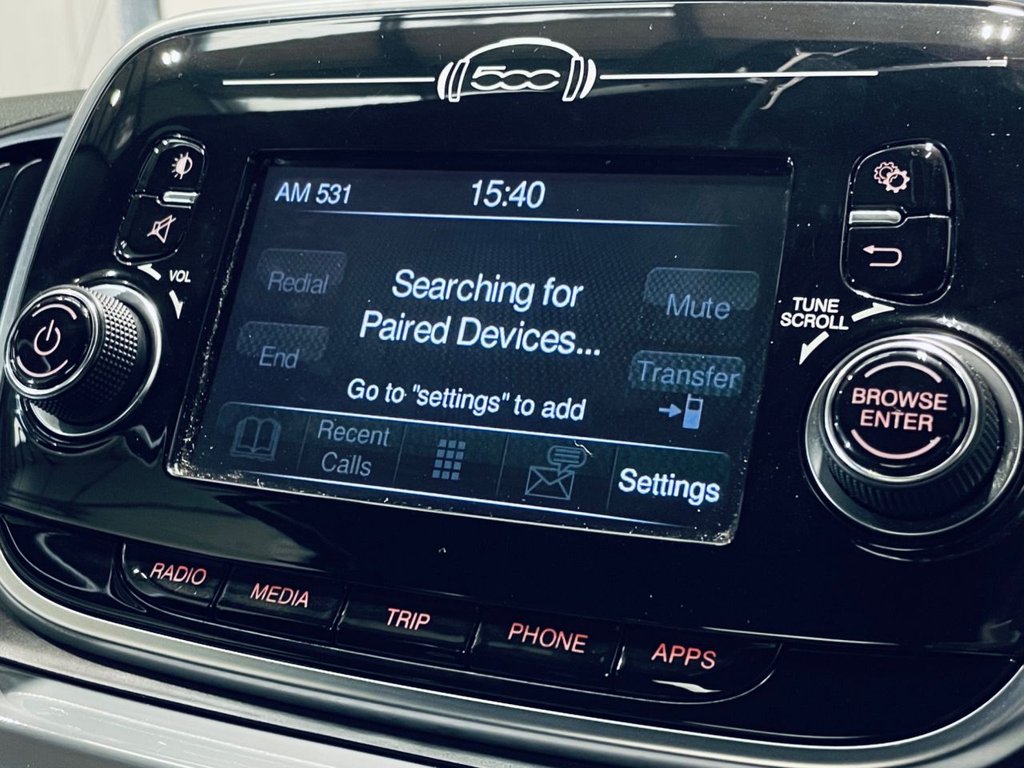 500
AM 531
15:40
VOL
Redial
Searching for
Paired Devices...
Mute
TUNE
SCROLL
End
Transfer
Go to "settings" to add
Recent
Calls
Settings
BROWSE
ENTER
RADIO
MEDIA
TRIP
PHONE
APPS